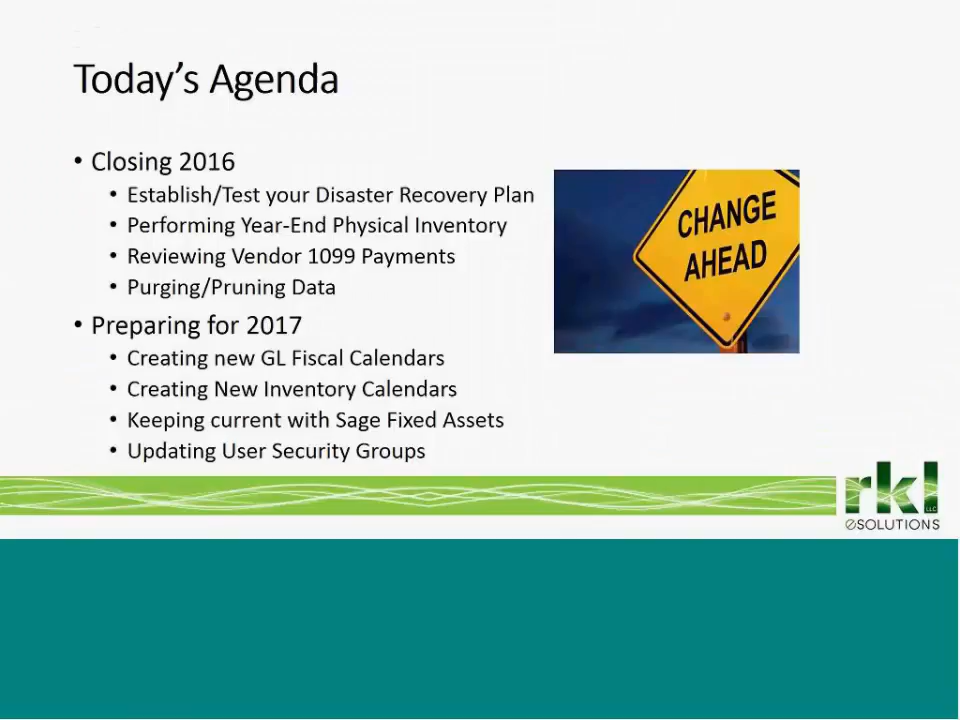 Today's Agenda
• Closing 2016
• Establish/Test your Disaster Recovery Plan
• Performing Year-End Physical Inventory
• Reviewing Vendor 1099 Payments
• Purging/Pruning Data
• Preparing for 2017
• Creating new GL Fiscal Calendars
• Creating New Inventory Calendars
• Keeping current with Sage Fixed Assets
• Updating User Security Groups
CHANGE
AHEAD
rkl
LLC
eSOLUTIONS